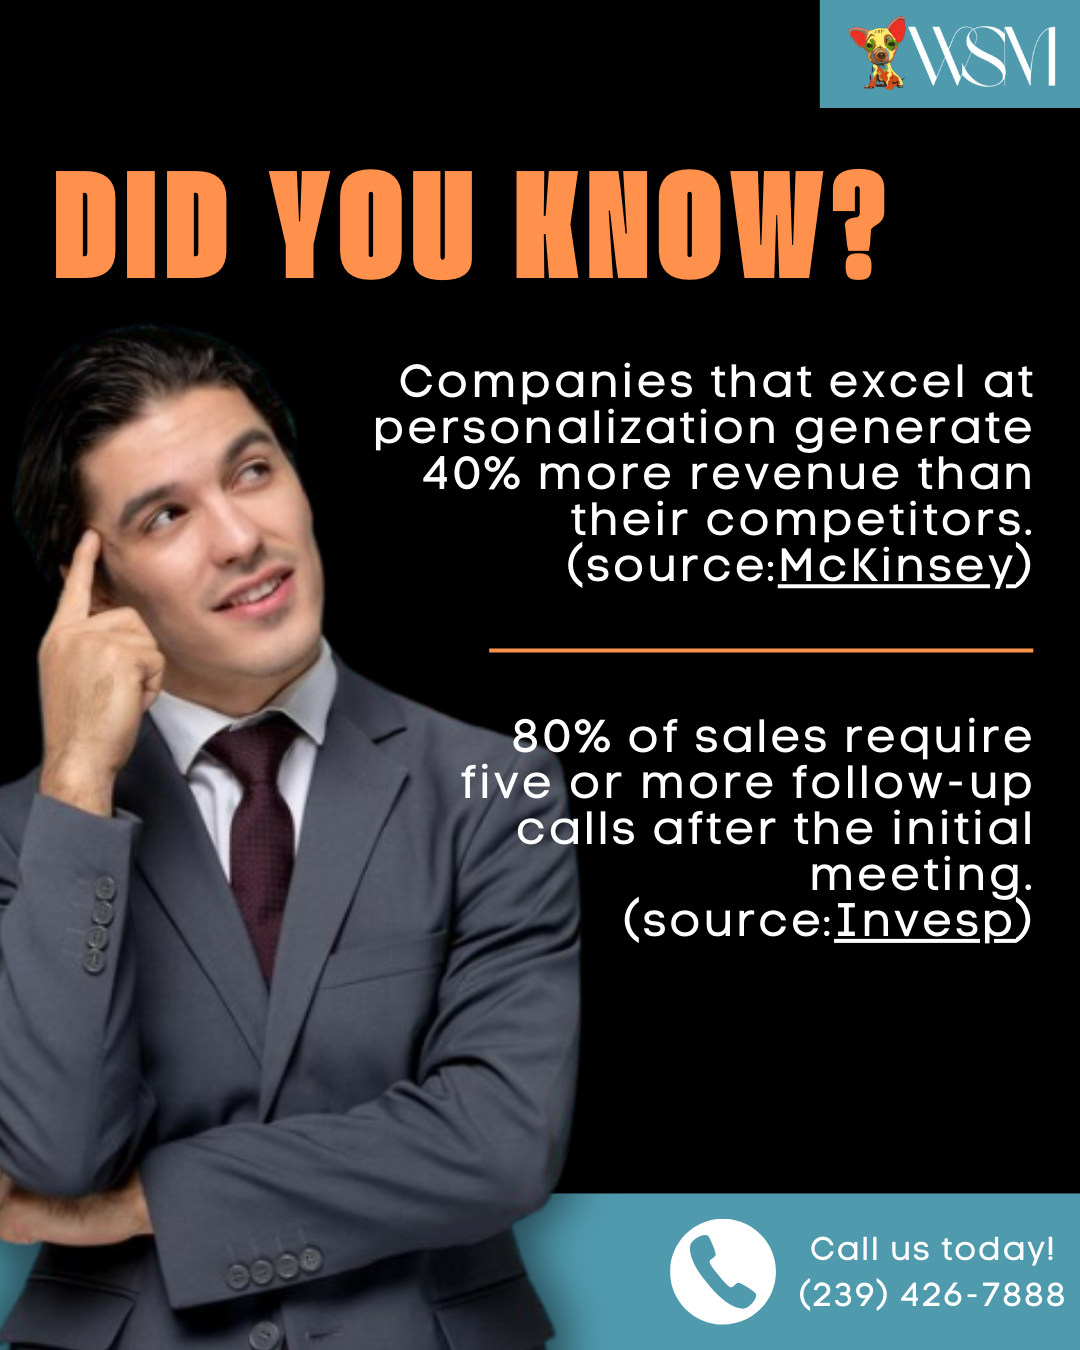 WSM
DID YOU KNOW?
Companies that excel at
personalization generate
40% more revenue than
their competitors.
(source:McKinsey)
80% of sales require
five or more follow-up
calls after the initial
meeting.
(source:Invesp)
Call us today!
(239) 426-7888